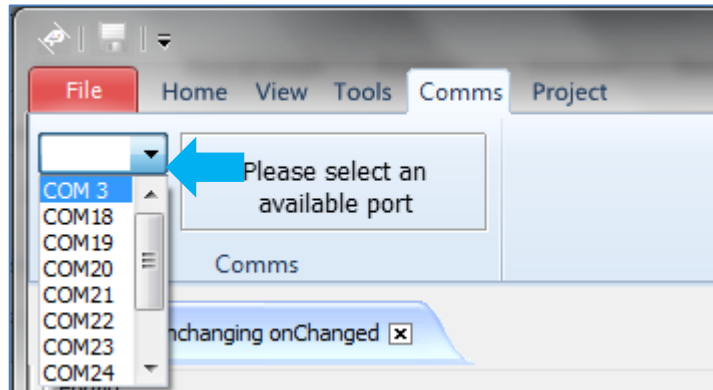 File Home View Tools Comms Project
Please select an
available port
COM 3
COM18
COM19
COM20
COM21
COM22
COM23
COM24
Comms
nchanging onChanged